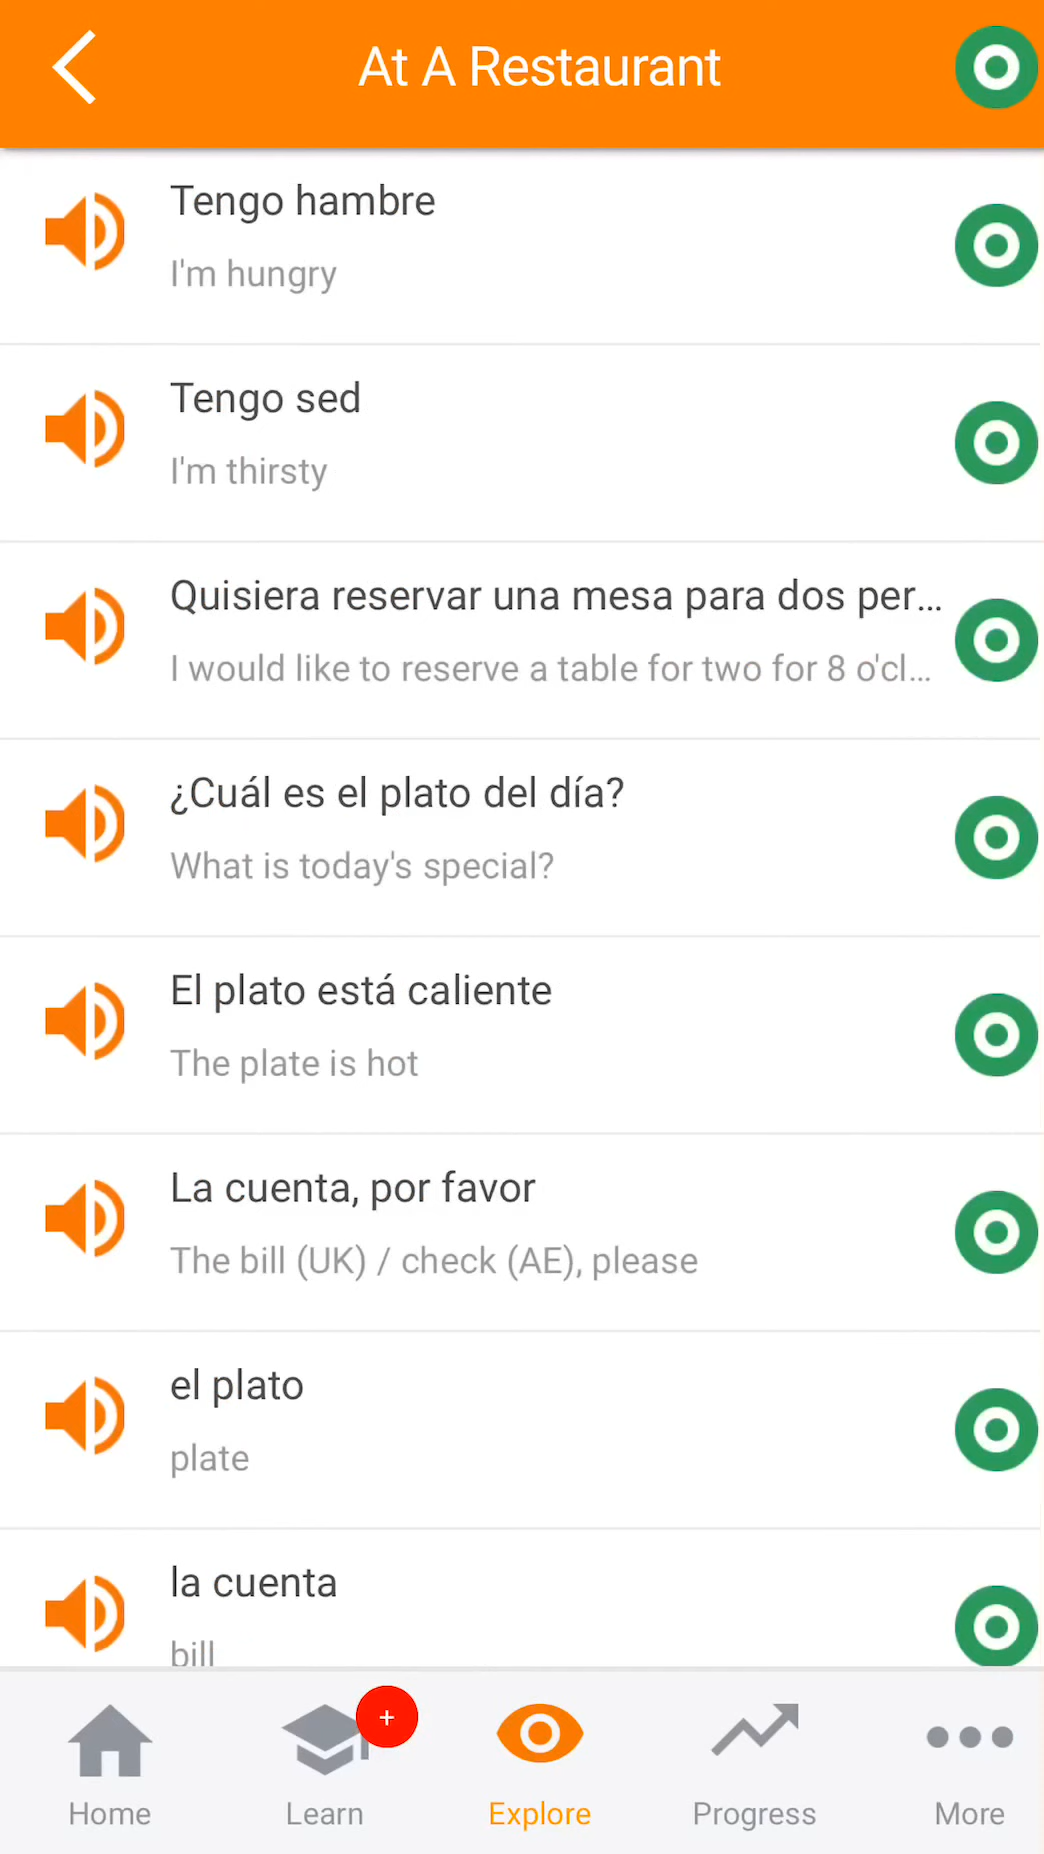 At A Restaurant
Tengo hambre
I'm hungry
Tengo sed
I'm thirsty
Quisiera reservar una mesa para dos per...
I would like to reserve a table for two for 8 o'cl...
¿Cuál es el plato del día?
What is today's special?
El plato está caliente
The plate is hot
La cuenta, por favor
The bill (UK) / check (AE), please
el plato
plate
la cuenta
bill
+
Home
Learn
Explore
Progress
More